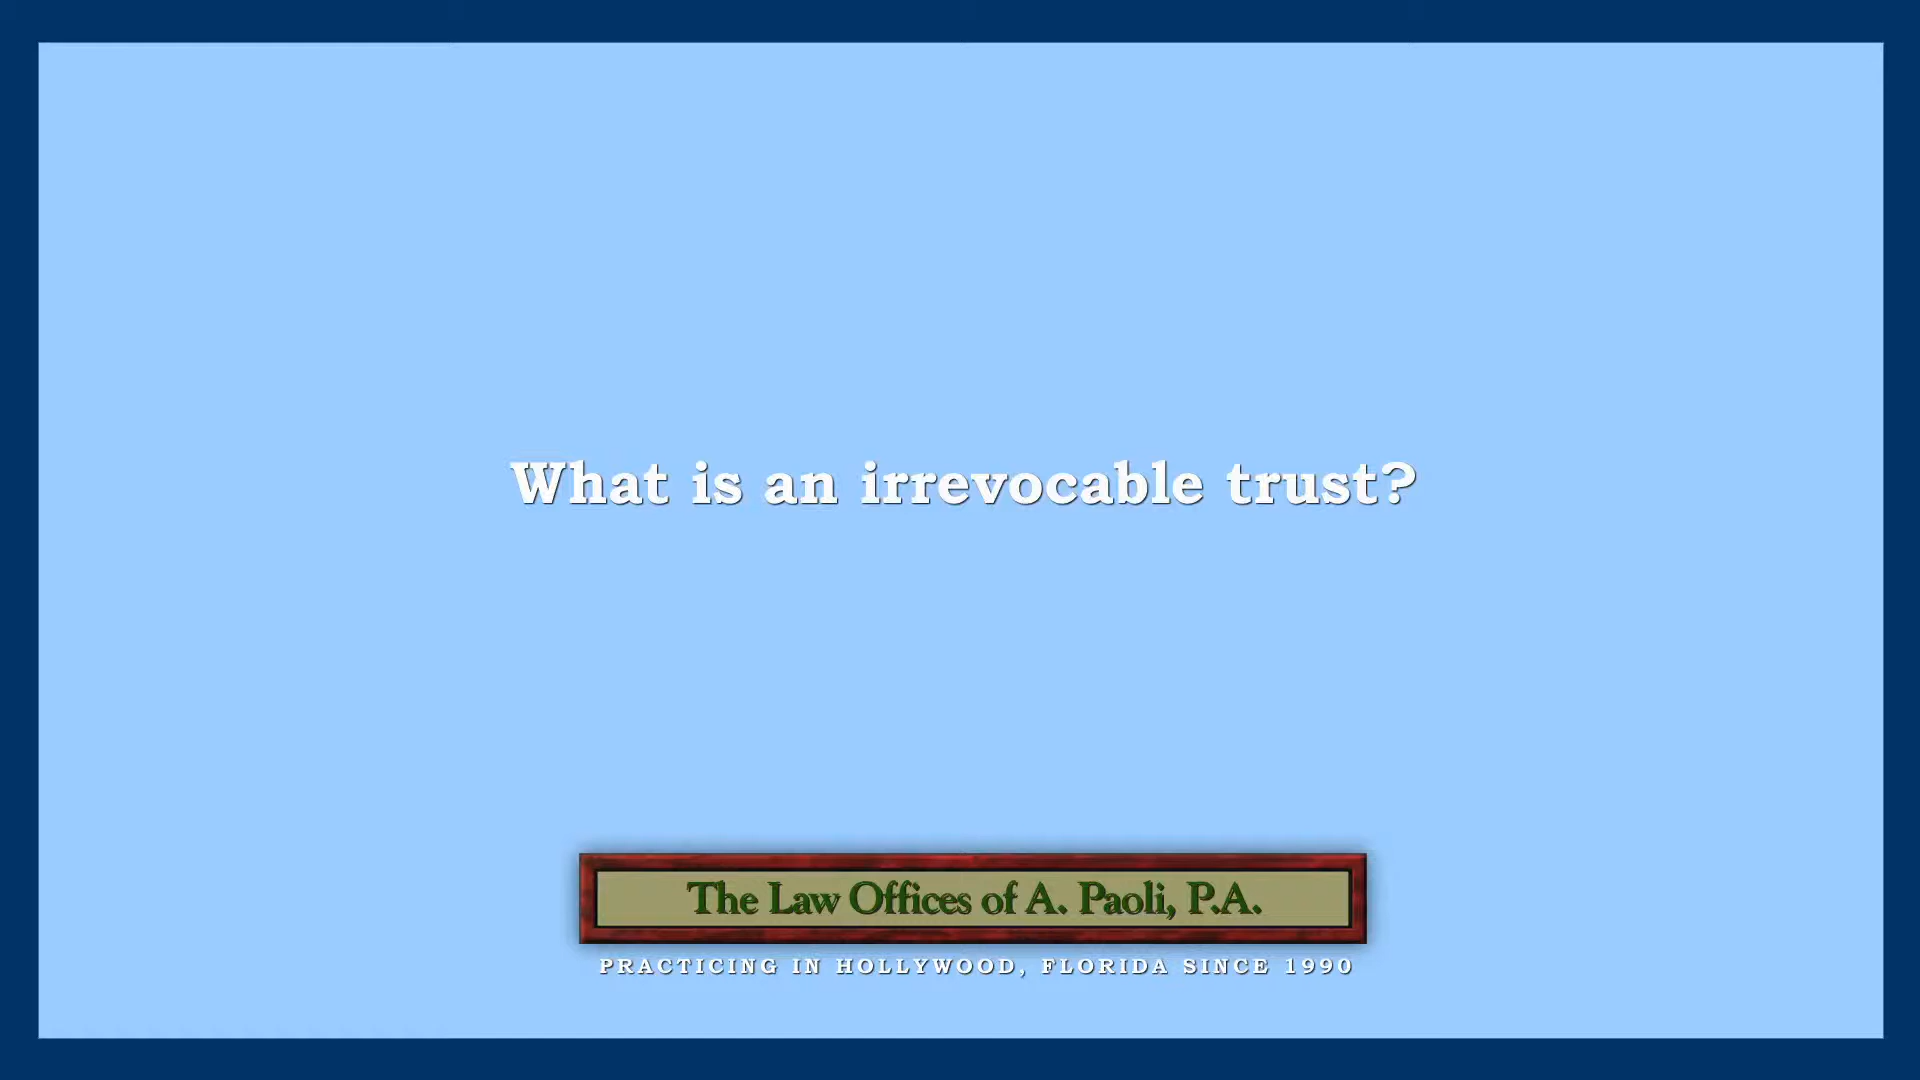 What is an irrevocable trust?
The Law Offices of A. Paoli, P.A.
PRACTICING IN HOLLYWOOD, FLORIDA SINCE 1990